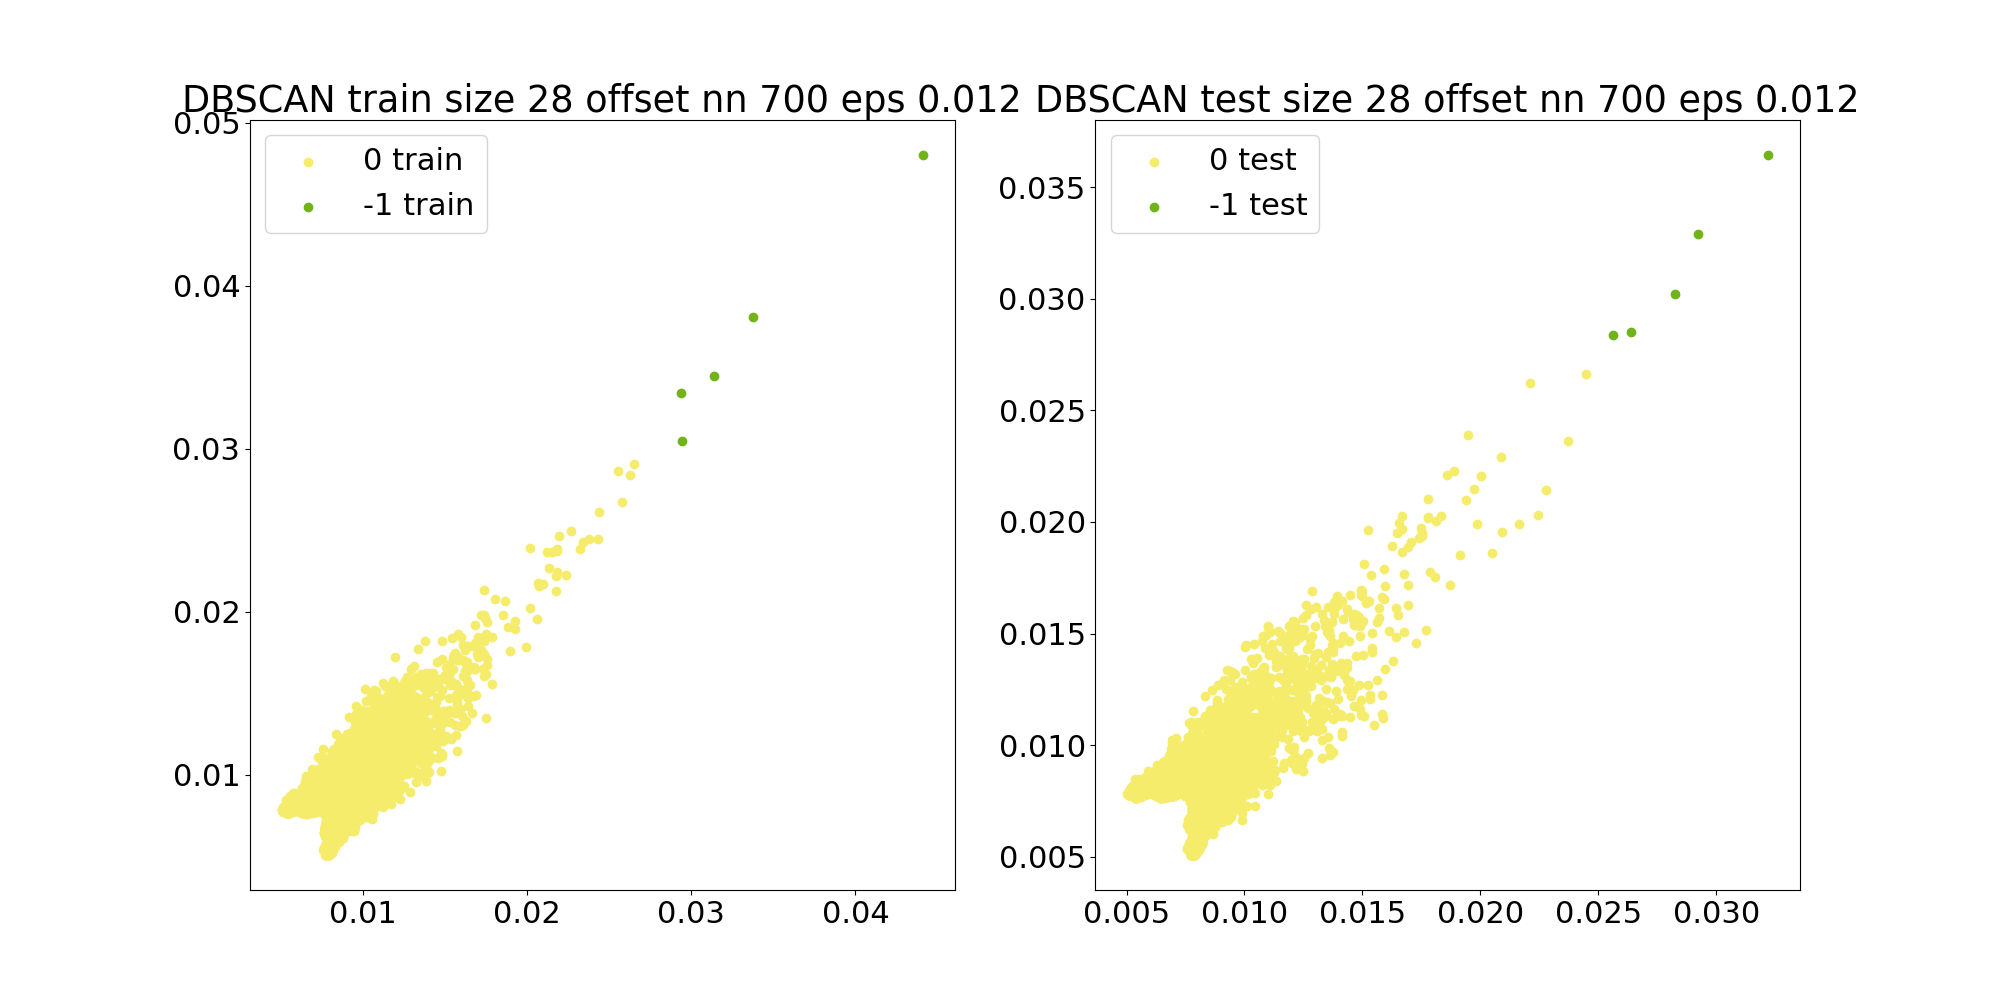 DBSCAN train size 28 offset nn 700 eps 0.012
0 train
-1 train
0.05
0.04
0.03
0.02
0.01
0.01 0.02 0.03 0.04
DBSCAN test size 28 offset nn 700 eps 0.012
0 test
-1 test
0.035
0.030
0.025
0.020
0.015
0.010
0.005
0.005 0.010 0.015 0.020 0.025 0.030